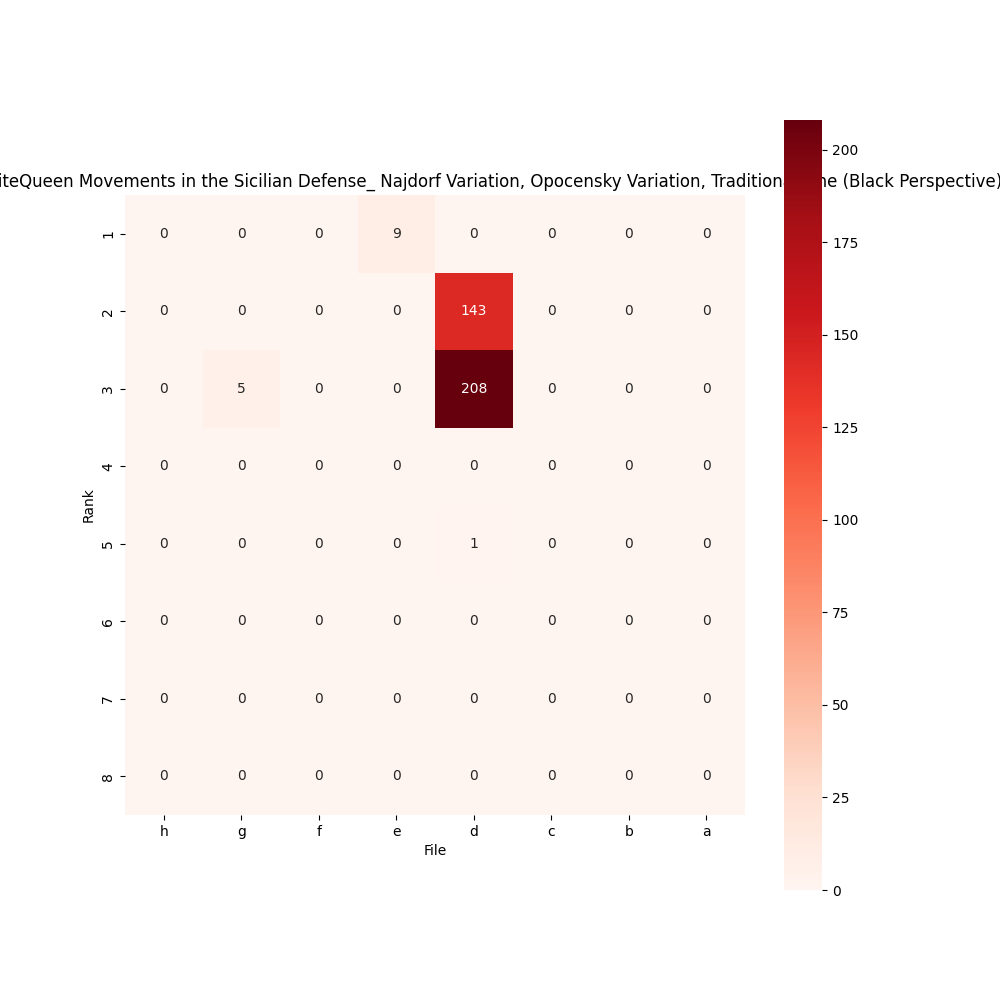 iteQueen Movements in the Sicilian Defense_ Najdorf Variation, Opocensky Variation, Tradition ne (Black Perspective)
200
175
150
125
100
75
50
25
0
1 0 0 0 9 0 0 0 0
2 0 0 0 0 143 0 0 0
3 0 5 0 0 208 0 0 0
4 0 0 0 0 0 0 0 0
5 0 0 0 0 1 0 0 0
6 0 0 0 0 0 0 0 0
7 0 0 0 0 0 0 0 0
8 0 0 0 0 0 0 0 0
Rank
h g f e d c b a
File